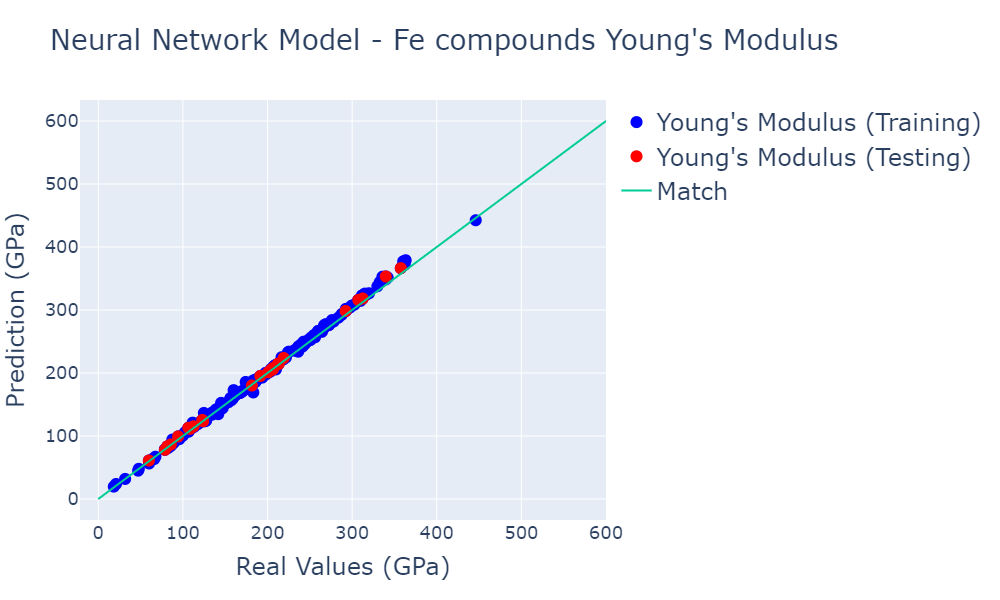 Neural Network Model - Fe compounds Young's Modulus
Young's Modulus (Training)
Young's Modulus (Testing)
Match
Prediction (GPa)
600
500
400
300
200
100
0
0 100 200 300 400 500 600
Real Values (GPa)